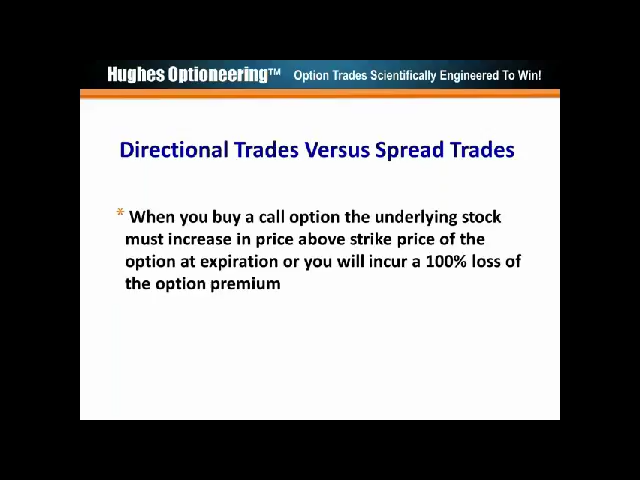 Hughes Optioneering™ Option Trades Scientifically Engineered To Win!
Directional Trades Versus Spread Trades
* When you buy a call option the underlying stock
must increase in price above strike price of the
option at expiration or you will incur a 100% loss of
the option premium